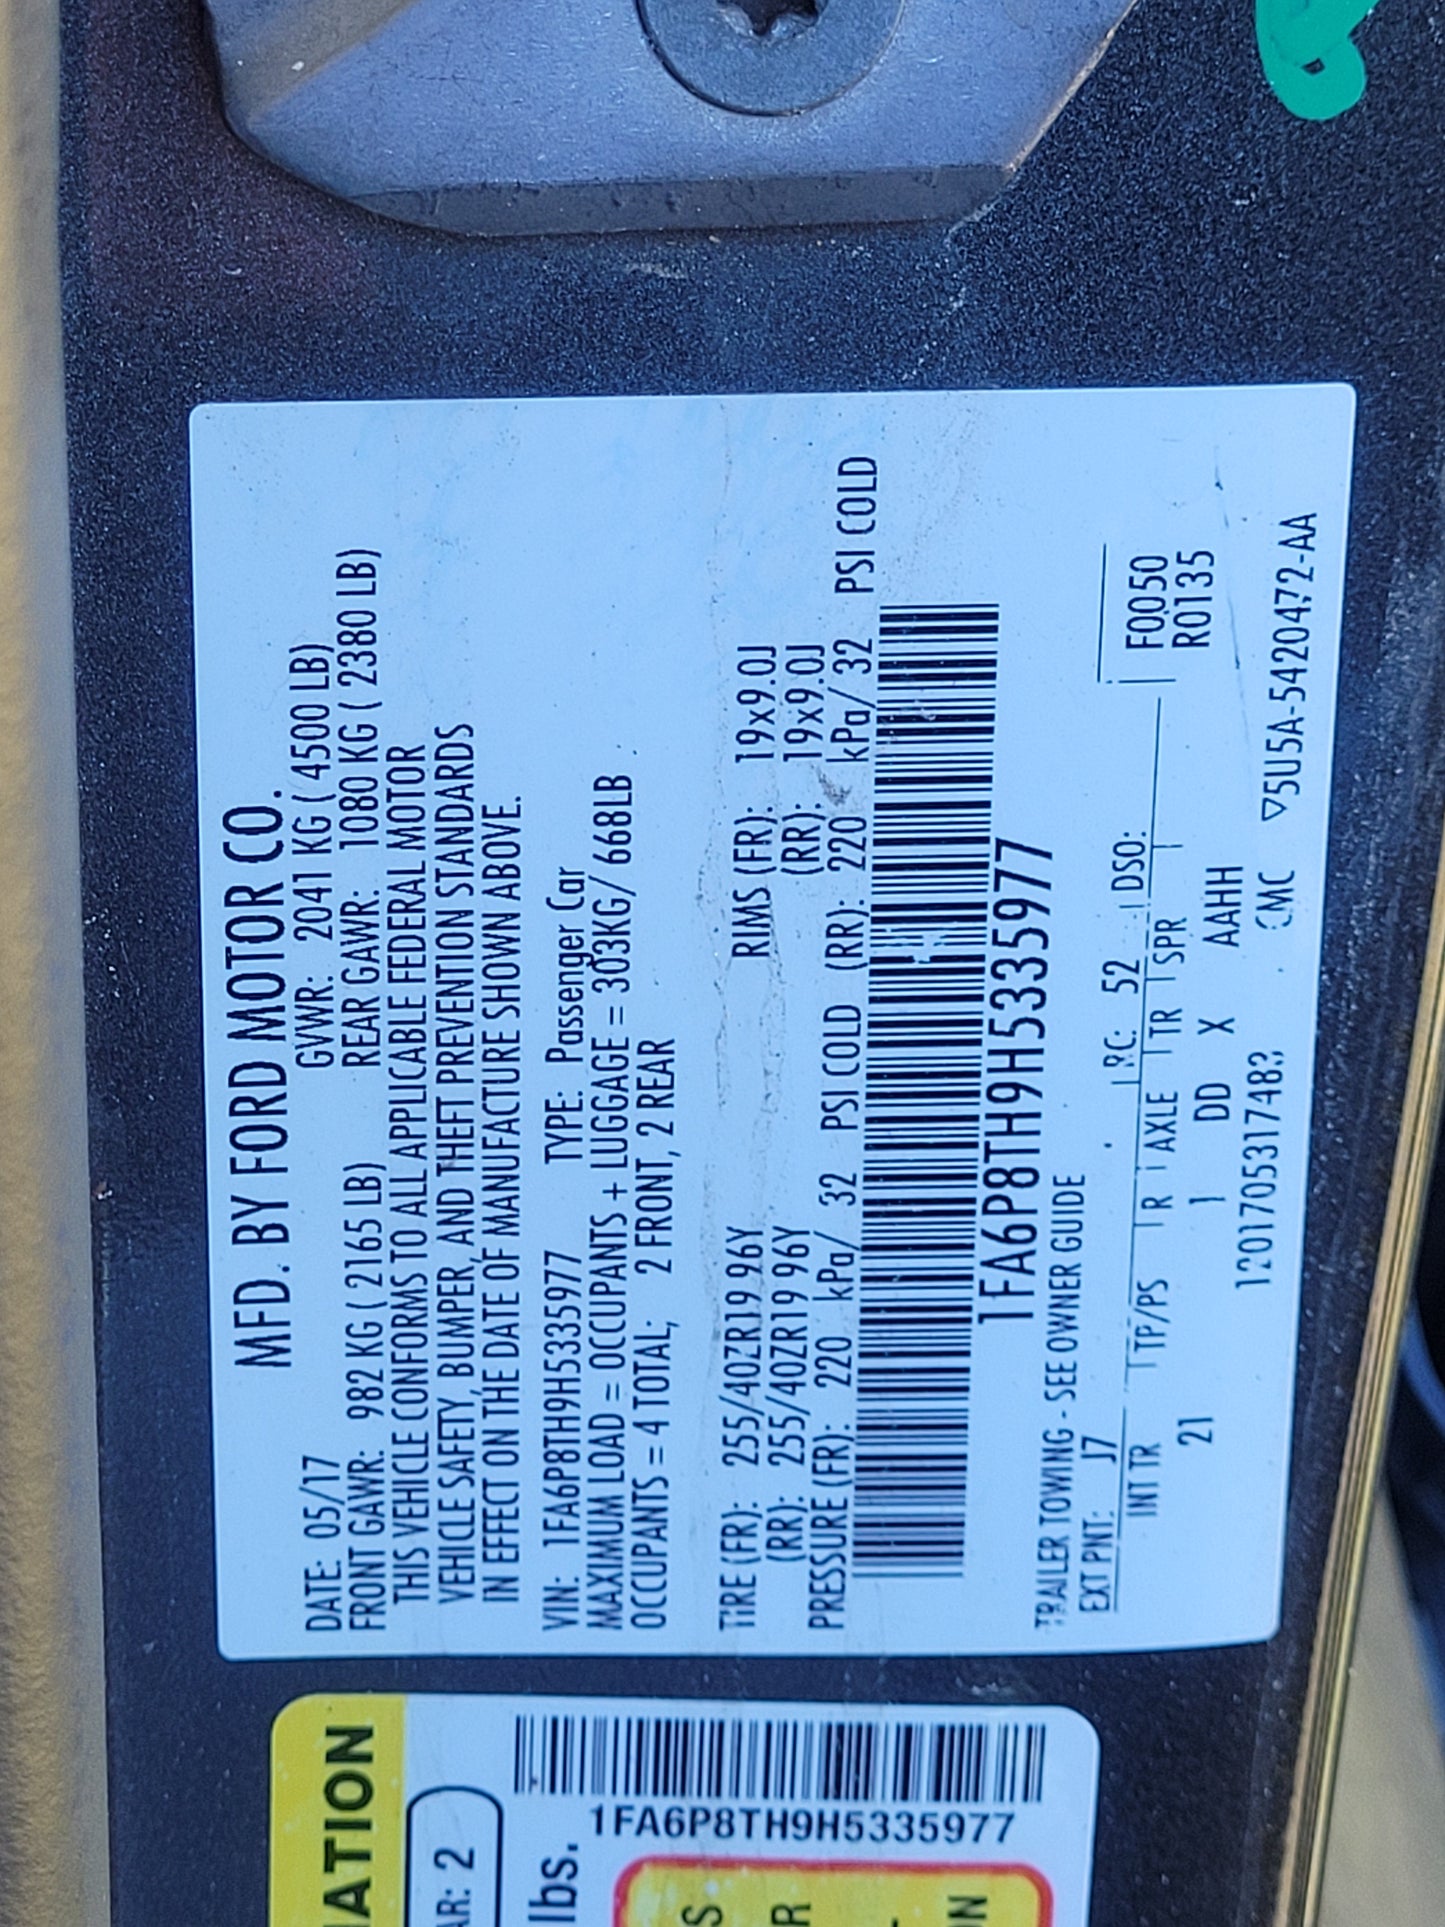 MFD. BY FORD MOTOR CO.
DATE: 05/17 GVWR: 2041 KG ( 4500 LB)
FRONT GAWR: 982 KG ( 2165 LB) REAR GAWR: 1080 KG ( 2380 LB)
THIS VEHICLE CONFORMS TO ALL APPLICABLE FEDERAL MOTOR
VEHICLE SAFETY, BUMPER, AND THEFT PREVENTION STANDARDS
IN EFFECT ON THE DATE OF MANUFACTURE SHOWN ABOVE.
VIN: 1FA6P8TH9H5335977 TYPE: Passenger Car
MAXIMUM LOAD = OCCUPANTS + LUGGAGE = 303KG/ 668LB
OCCUPANTS = 4 TOTAL; 2 FRONT, 2 REAR
TIRE (FR): 255/40ZR19 96Y RIMS (FR): 19x9.0J
(RR): 255/40ZR19 96Y (RR): 19x9.0J
PRESSURE (FR): 220 kPa/ 32 PSI COLD (RR): 220 kPa/ 32 PSI COLD
1FA6P8TH9H5335977
TRAILER TOWING - SEE OWNER GUIDE
EXT PNT: J7 RC: 52 DSO: F0050
INT TR TP/PS R AXLE TR SPR R0135
21 1 DD X AAHH
1201705317483 CMC ▽5U5A-5420472-AA
ATION
AR: 2
lbs.
1FA6P8TH9H5335977